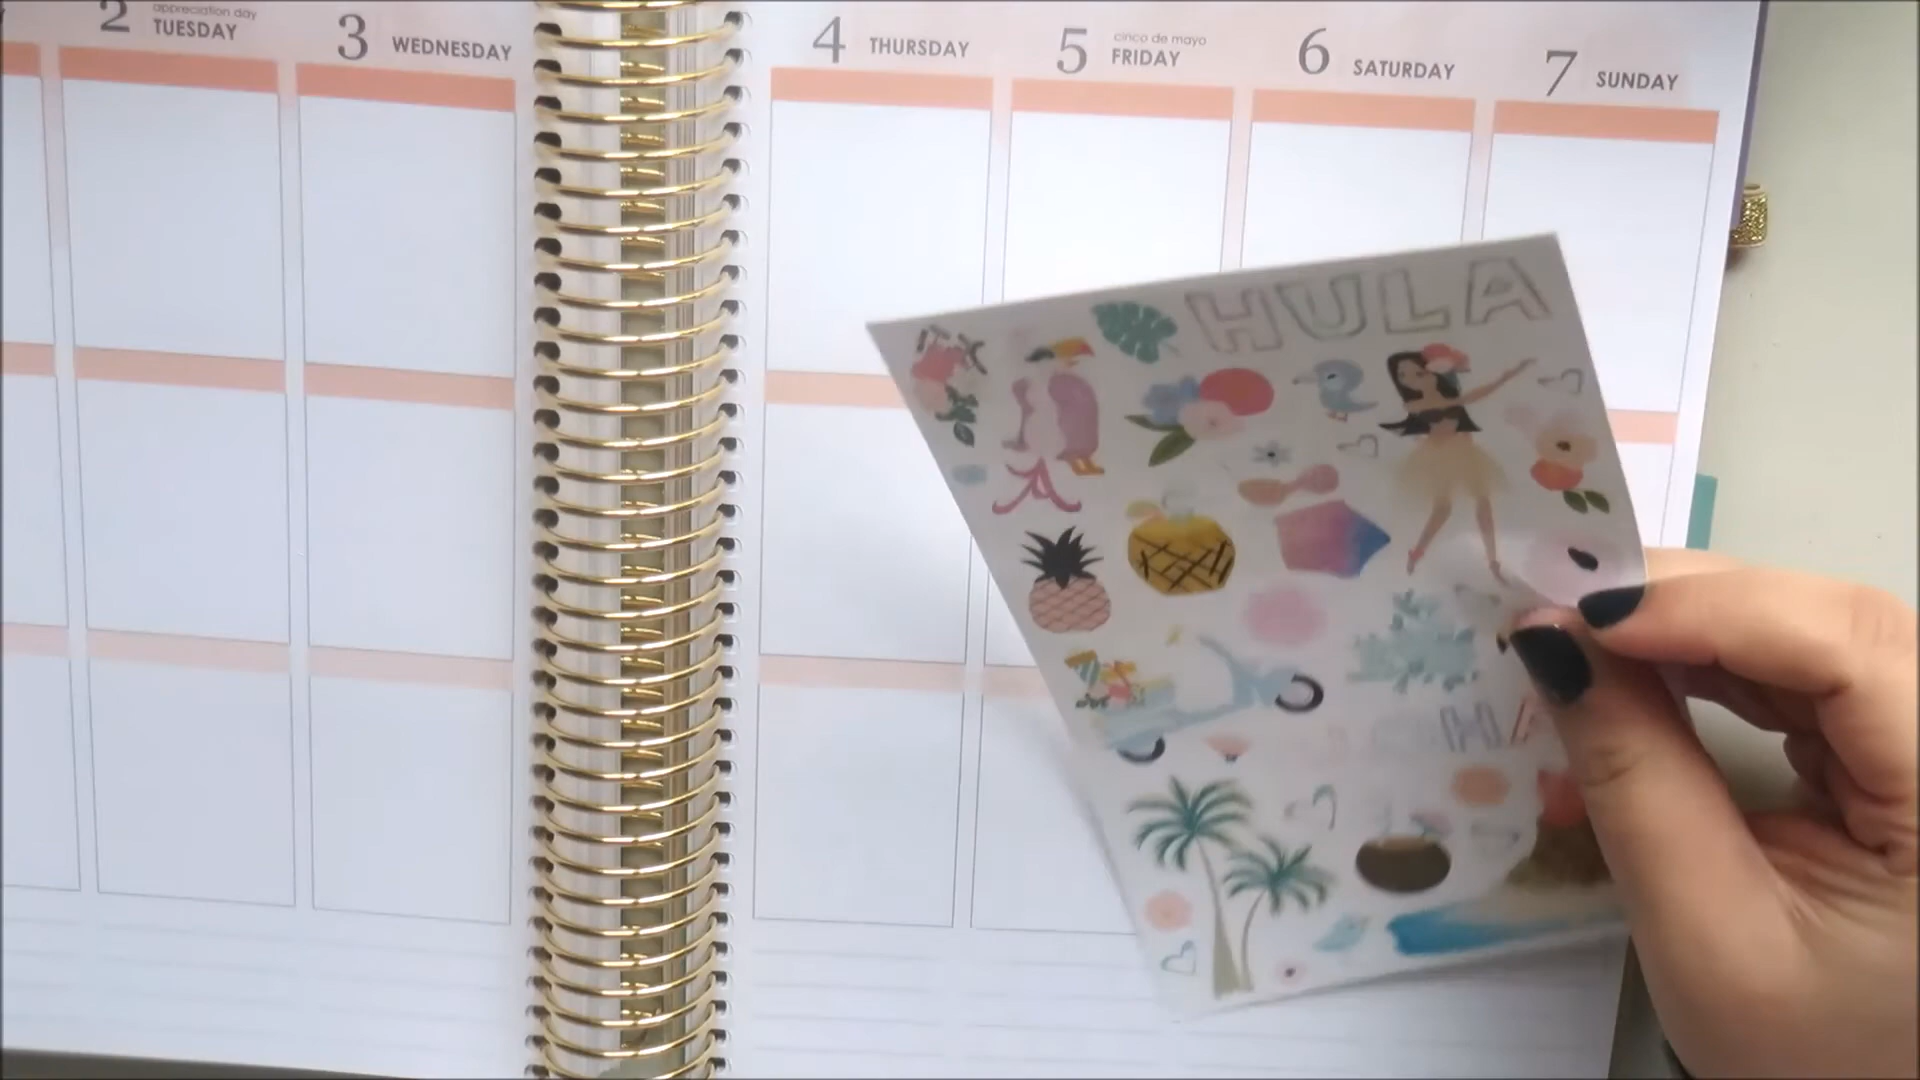 2 appreciation day
TUESDAY
3 WEDNESDAY
4 THURSDAY
5 cinco de mayo
FRIDAY
6 SATURDAY
7 SUNDAY
HULA